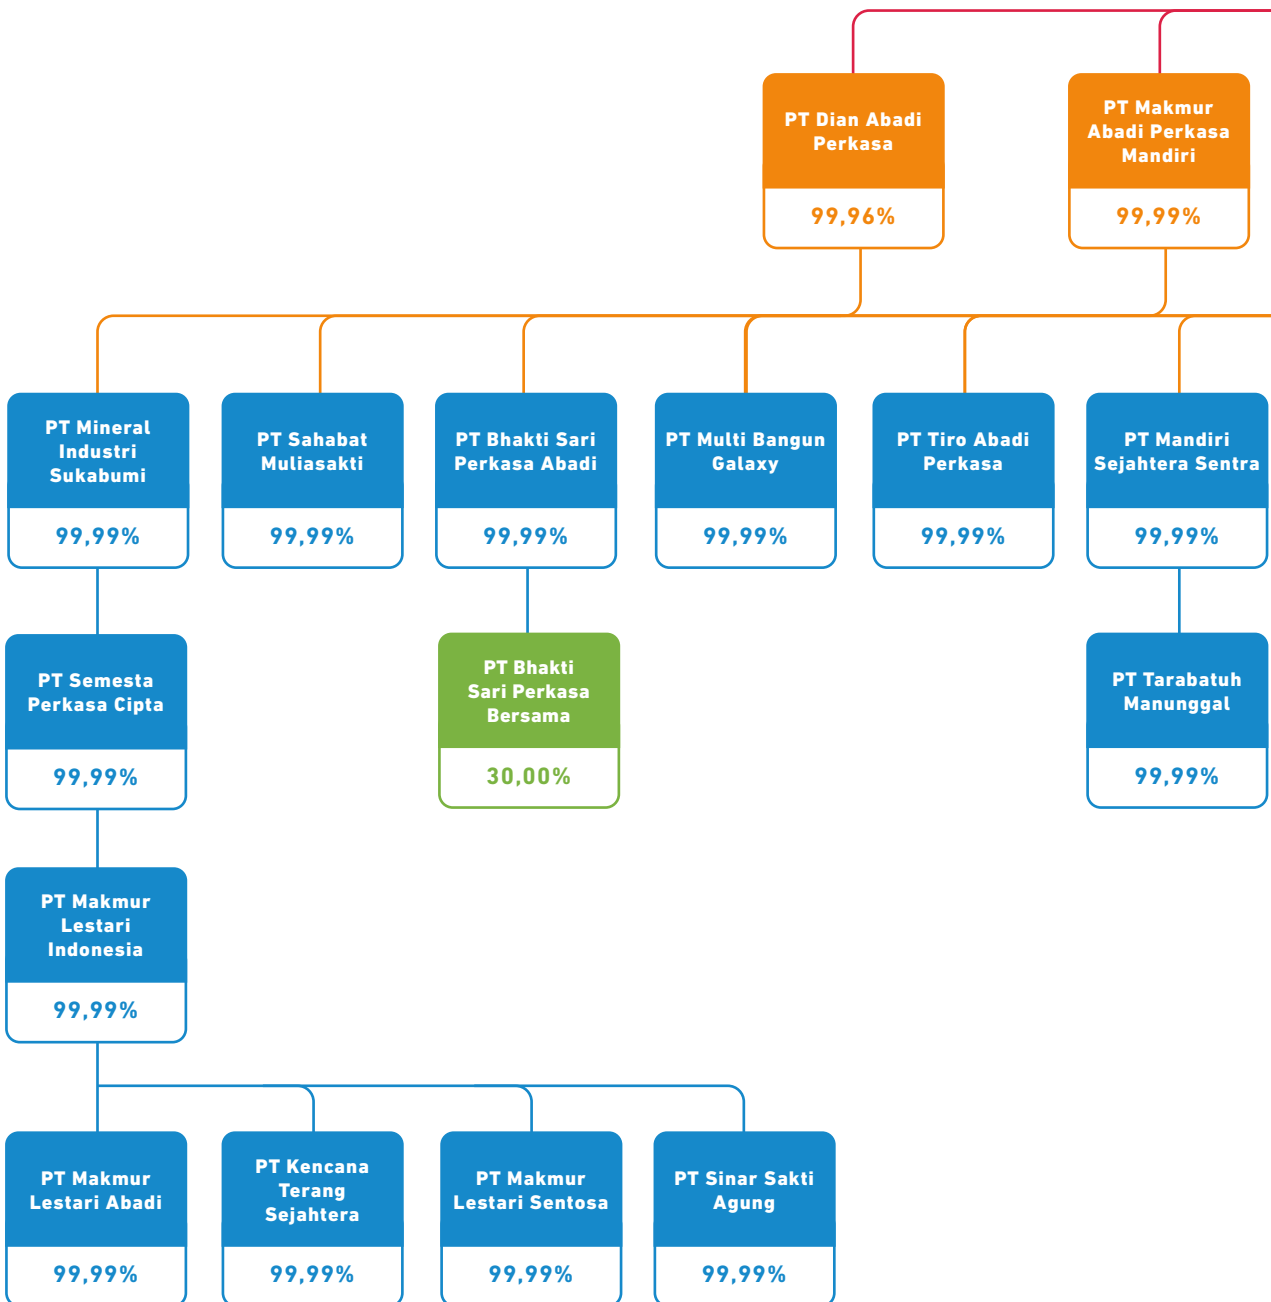 PT Dian Abadi
Perkasa
99,96%
PT Makmur
Abadi Perkasa
Mandiri
99,99%
PT Mineral
Industri
Sukabumi
99,99%
PT Sahabat
Muliasakti
99,99%
PT Bhakti Sari
Perkasa Abadi
99,99%
PT Multi Bangun
Galaxy
99,99%
PT Tiro Abadi
Perkasa
99,99%
PT Mandiri
Sejahtera Sentra
99,99%
PT Semesta
Perkasa Cipta
99,99%
PT Bhakti
Sari Perkasa
Bersama
30,00%
PT Tarabatuh
Manunggal
99,99%
PT Makmur
Lestari
Indonesia
99,99%
PT Makmur
Lestari Abadi
99,99%
PT Kencana
Terang
Sejahtera
99,99%
PT Makmur
Lestari Sentosa
99,99%
PT Sinar Sakti
Agung
99,99%